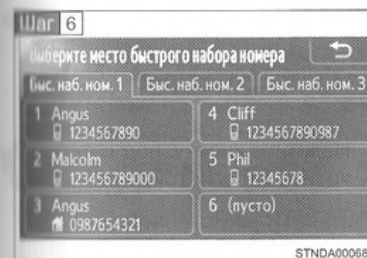 Шаг 6
Выберите место быстрого набора номера
Быс. наб. ном. 1 Быс. наб. ном. 2 Быс. наб. ном. 3
1 Angus
1234567890
2 Malcolm
123456789000
3 Angus
0987654321
4 Cliff
1234567890987
5 Phil
12345678
6 (пусто)
STNDA00068